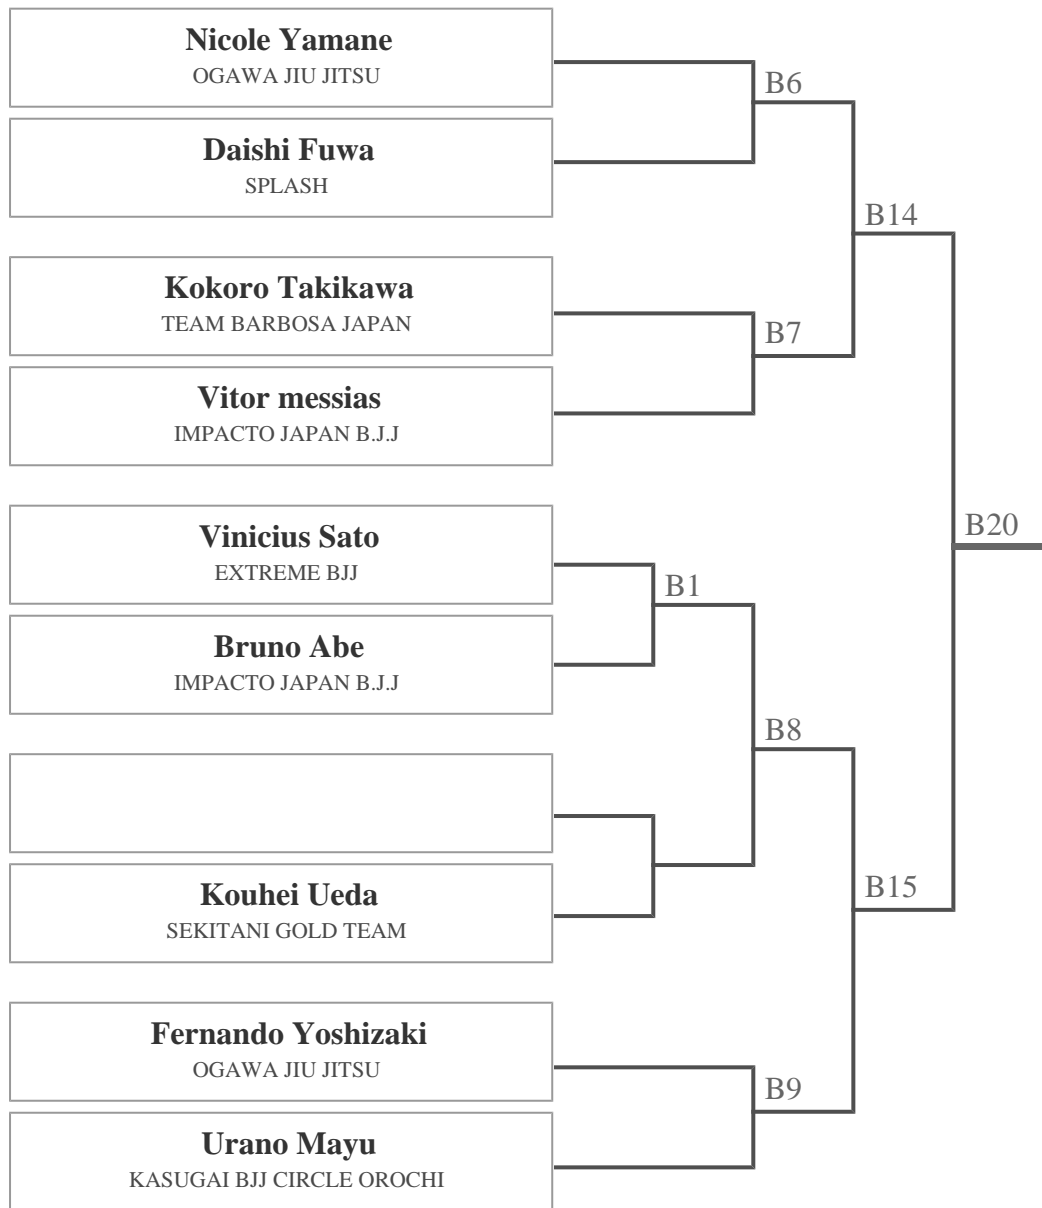 Nicole Yamane
OGAWA JIU JITSU
B6
Daishi Fuwa
SPLASH
B14
Kokoro Takikawa
TEAM BARBOSA JAPAN
B7
Vitor messias
IMPACTO JAPAN B.J.J
Vinicius Sato
EXTREME BJJ
B20
B1
Bruno Abe
IMPACTO JAPAN B.J.J
B8
Kouhei Ueda
SEKITANI GOLD TEAM
B15
Fernando Yoshizaki
OGAWA JIU JITSU
B9
Urano Mayu
KASUGAI BJJ CIRCLE OROCHI